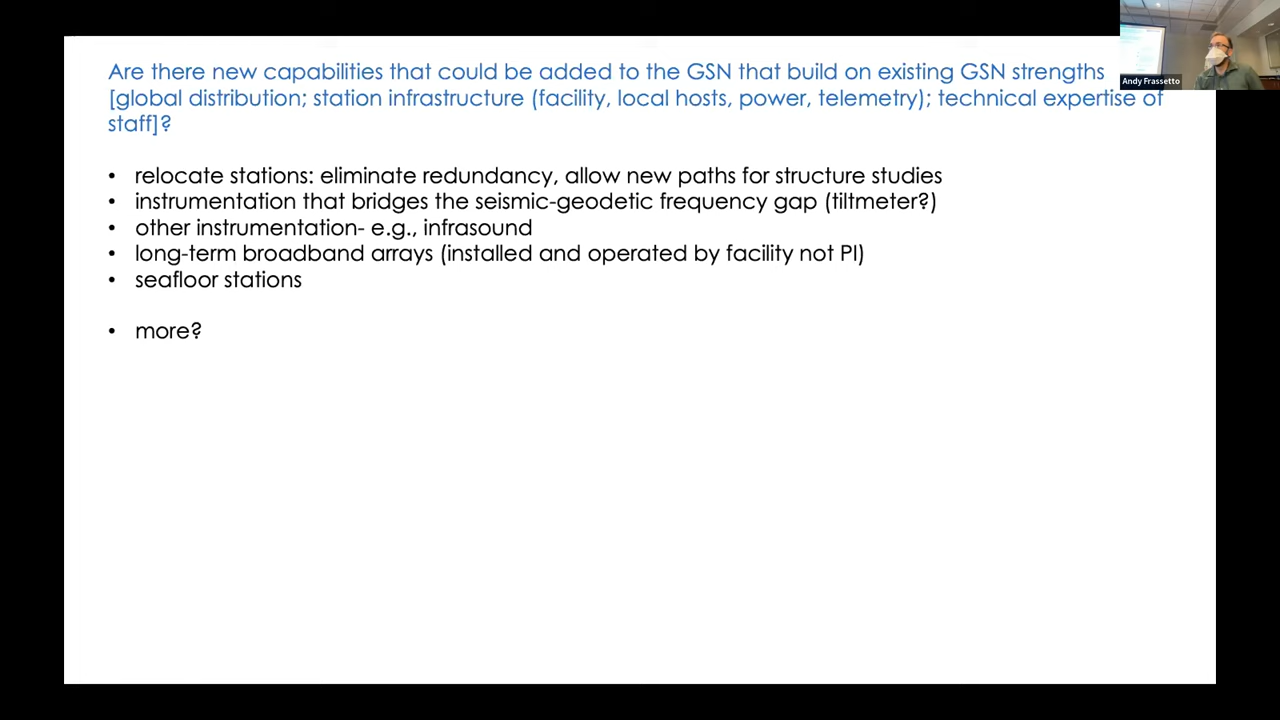 Are there new capabilities that could be added to the GSN that build on existing GSN strengths
[global distribution; station infrastructure (facility, local hosts, power, telemetry); technical expertise of
staff]?
• relocate stations: eliminate redundancy, allow new paths for structure studies
• instrumentation that bridges the seismic-geodetic frequency gap (tiltmeter?)
• other instrumentation- e.g., infrasound
• long-term broadband arrays (installed and operated by facility not PI)
• seafloor stations
• more?
Andy Frassetto